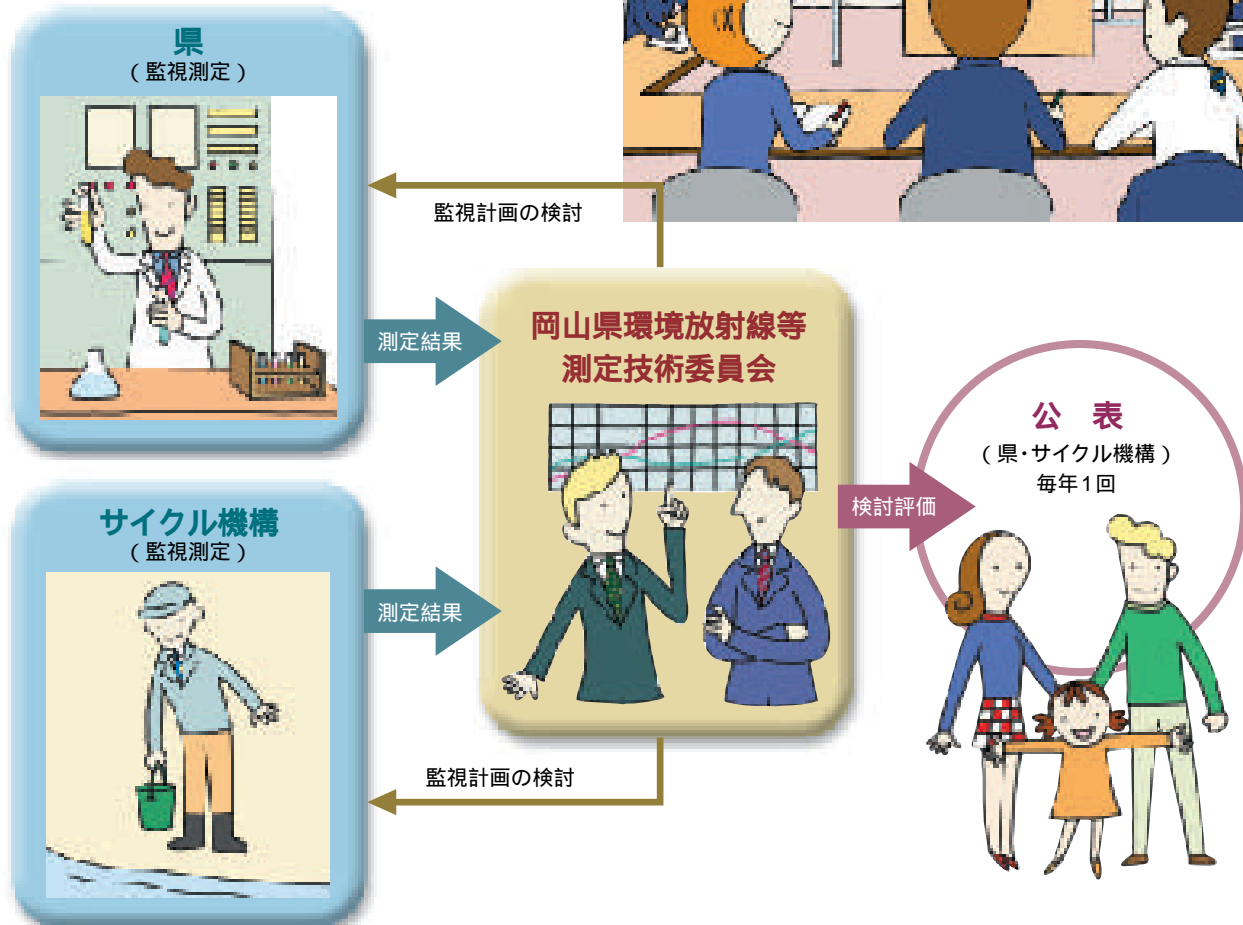 県
（監視測定）
監視計画の検討
測定結果
岡山県環境放射線等
測定技術委員会
公 表
（県・サイクル機構）
毎年1回
検討評価
サイクル機構
（監視測定）
測定結果
監視計画の検討